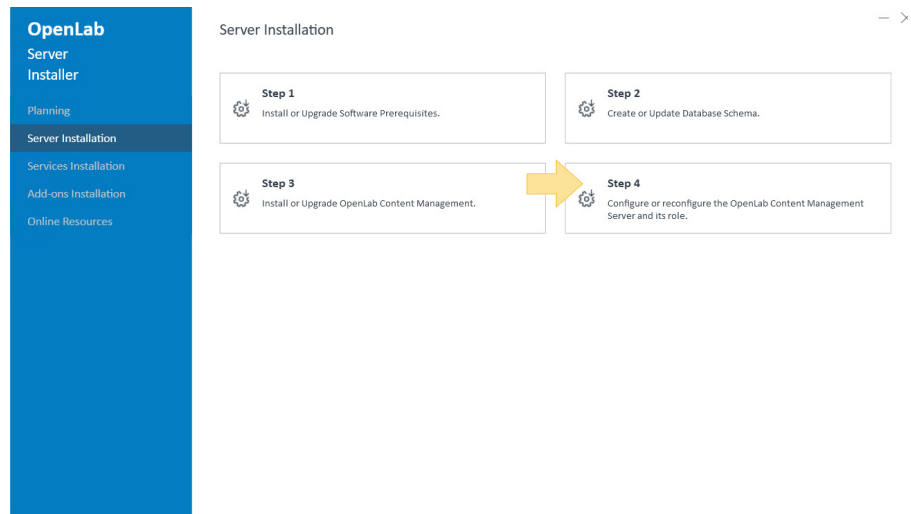 OpenLab
Server
Installer
Planning
Server Installation
Services Installation
Add-ons Installation
Online Resources
Server Installation
Step 1
Install or Upgrade Software Prerequisites.
Step 2
Create or Update Database Schema.
Step 3
Install or Upgrade OpenLab Content Management.
Step 4
Configure or reconfigure the OpenLab Content Management
Server and its role.